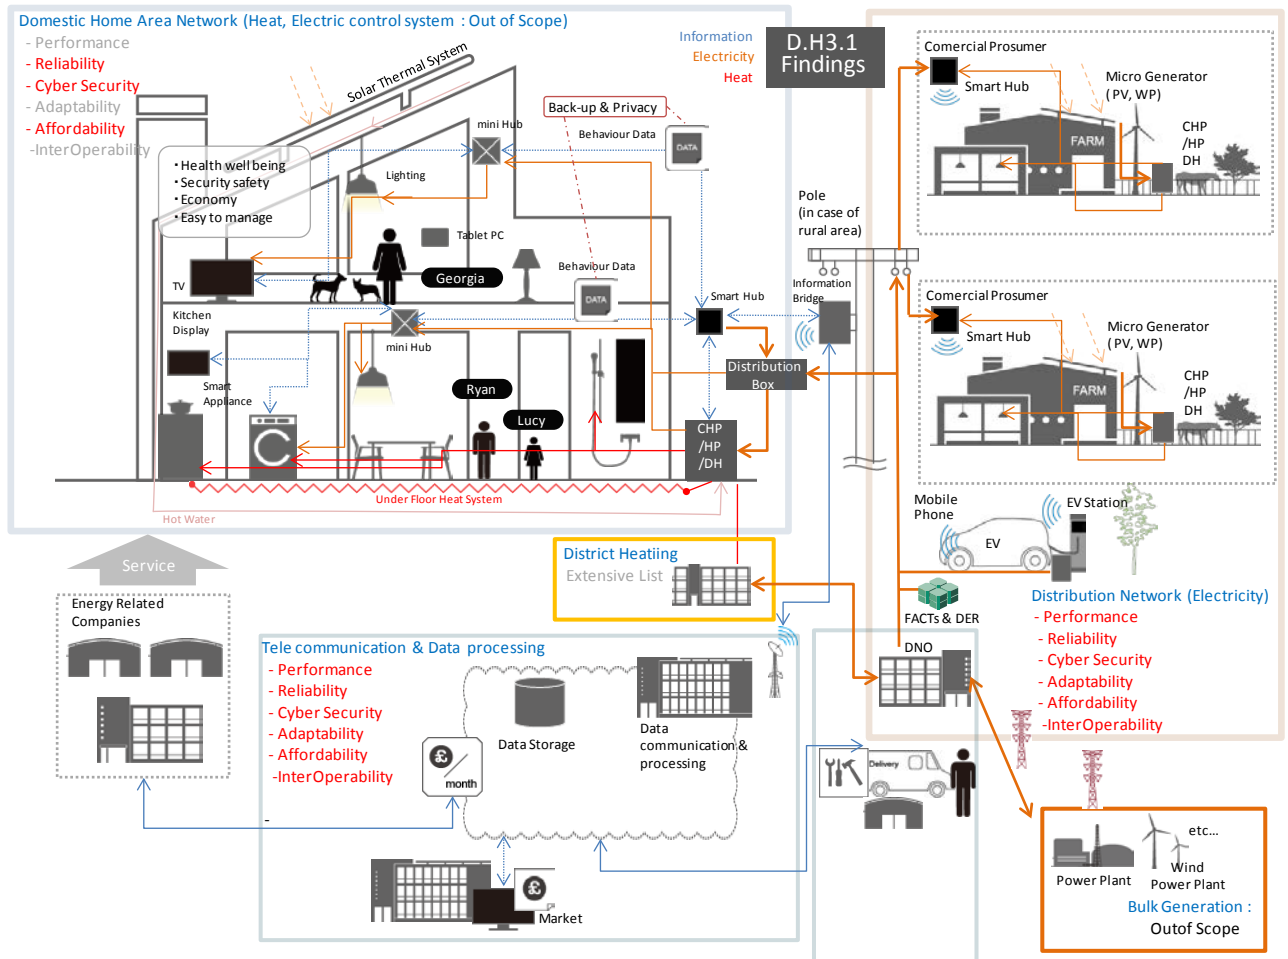 Domestic Home Area Network (Heat, Electric control system : Out of Scope)
- Performance
- Reliability
- Cyber Security
- Adaptability
- Affordability
-InterOperability
Information
Electricity
Heat
D.H3.1
Findings
Solar Thermal System
• Health well being
• Security safety
• Economy
• Easy to manage
mini Hub
Lighting
Back-up & Privacy
Behaviour Data
DATA
Tablet PC
Georgia
TV
Behaviour Data
DATA
Kitchen
Display
mini Hub
Smart Hub
Smart
Appliance
Ryan
Lucy
Distribution
Box
CHP
/HP
/DH
Under Floor Heat System
Hot Water
Pole
(in case of
rural area)
Information
Bridge
Comercial Prosumer
Smart Hub
Micro Generator
( PV, WP)
FARM
CHP
/HP
DH
Comercial Prosumer
Smart Hub
Micro Generator
(PV, WP)
FARM
CHP
/HP
DH
Mobile
Phone
EV
EV Station
FACTs & DER
DNO
Distribution Network (Electricity)
- Performance
- Reliability
- Cyber Security
- Adaptability
- Affordability
-InterOperability
Service
Energy Related
Companies
District Heatiing
Extensive List
Tele communication & Data processing
- Performance
- Reliability
- Cyber Security
- Adaptability
- Affordability
-InterOperability
Data Storage
Data
communication &
processing
£
month
-
£
Market
Delivery
etc...
Power Plant
Wind
Power Plant
Bulk Generation :
Outof Scope